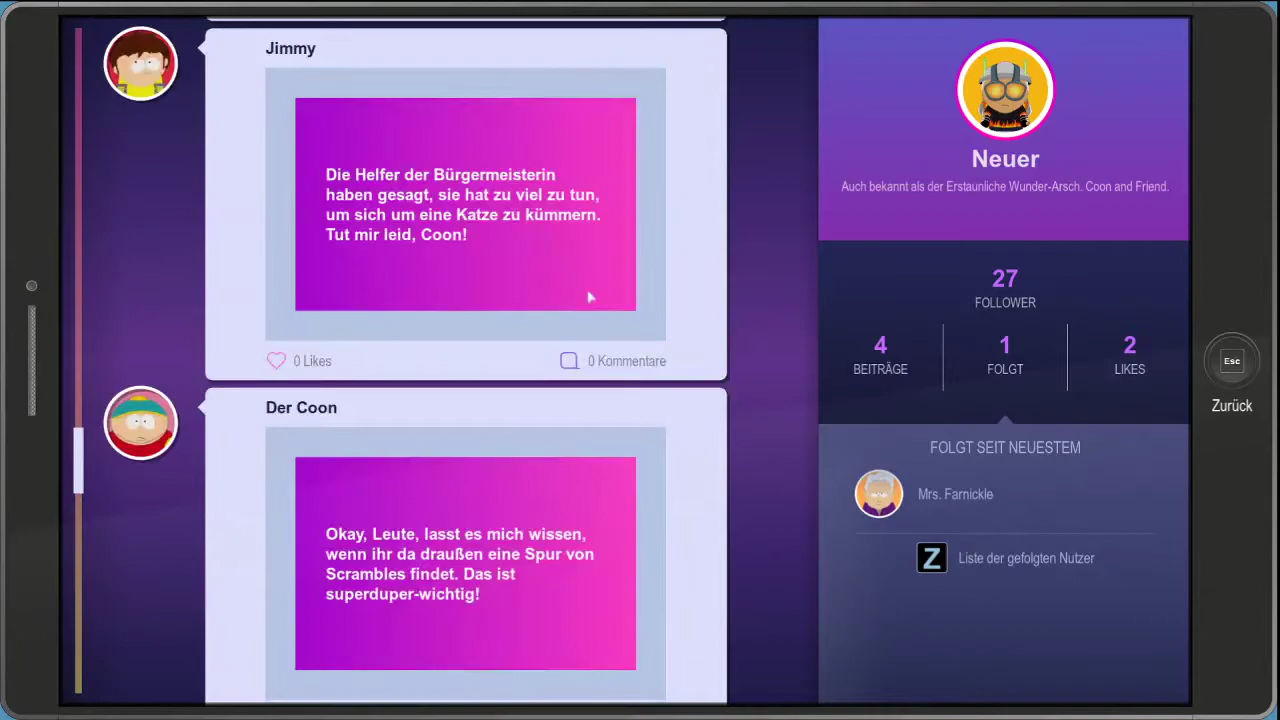 Jimmy
Die Helfer der Bürgermeisterin
haben gesagt, sie hat zu viel zu tun,
um sich um eine Katze zu kümmern.
Tut mir leid, Coon!
0 Likes
0 Kommentare
Der Coon
Okay, Leute, lasst es mich wissen,
wenn ihr da draußen eine Spur von
Scrambles findet. Das ist
superduper-wichtig!
Neuer
Auch bekannt als der Erstaunliche Wunder-Arsch. Coon and Friend.
27
FOLLOWER
4
BEITRÄGE
1
FOLGT
2
LIKES
FOLGT SEIT NEUESTEM
Mrs. Farnickle
Z Liste der gefolgten Nutzer
Esc
Zurück